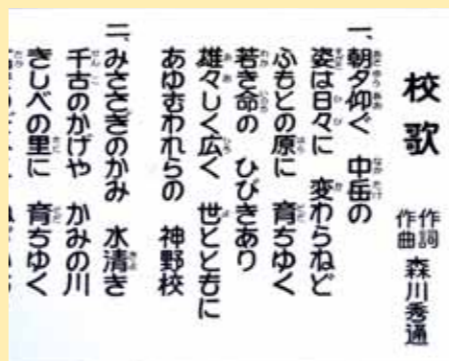 校歌
作詞
作曲 森川秀通
一、朝夕仰ぐ 中岳の
姿は日々に 変わらねど
ふもとの原に 育ちゆく
若き命の ひびきあり
雄々しく広く 世とともに
あゆむわれらの 神野校
二、みささぎのかみ 水清き
千古のかげや かみの川
きしべの里に 育ちゆく